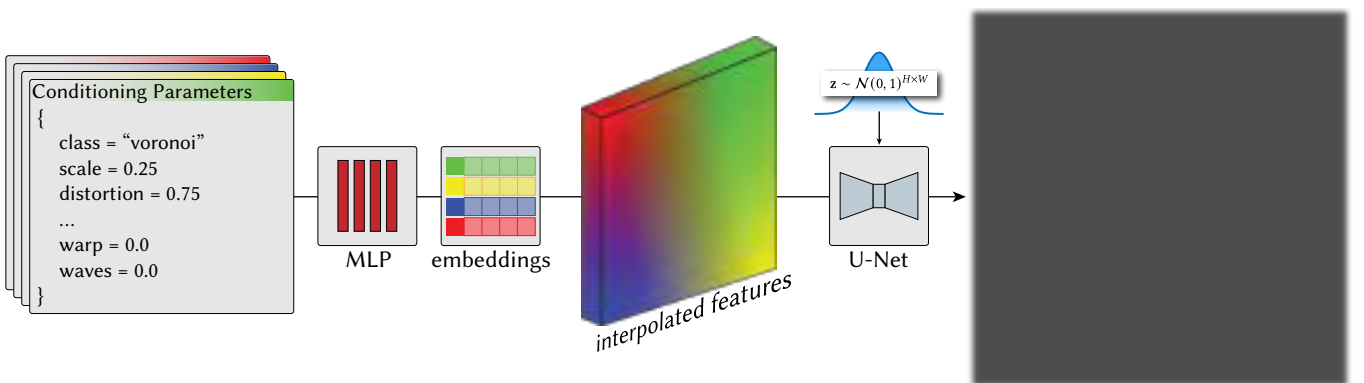 Conditioning Parameters
{
class = “voronoi”
scale = 0.25
distortion = 0.75
...
warp = 0.0
waves = 0.0
}
MLP
embeddings
interpolated features
z ~ 𝒩(0, 1)^{H×W}
U-Net